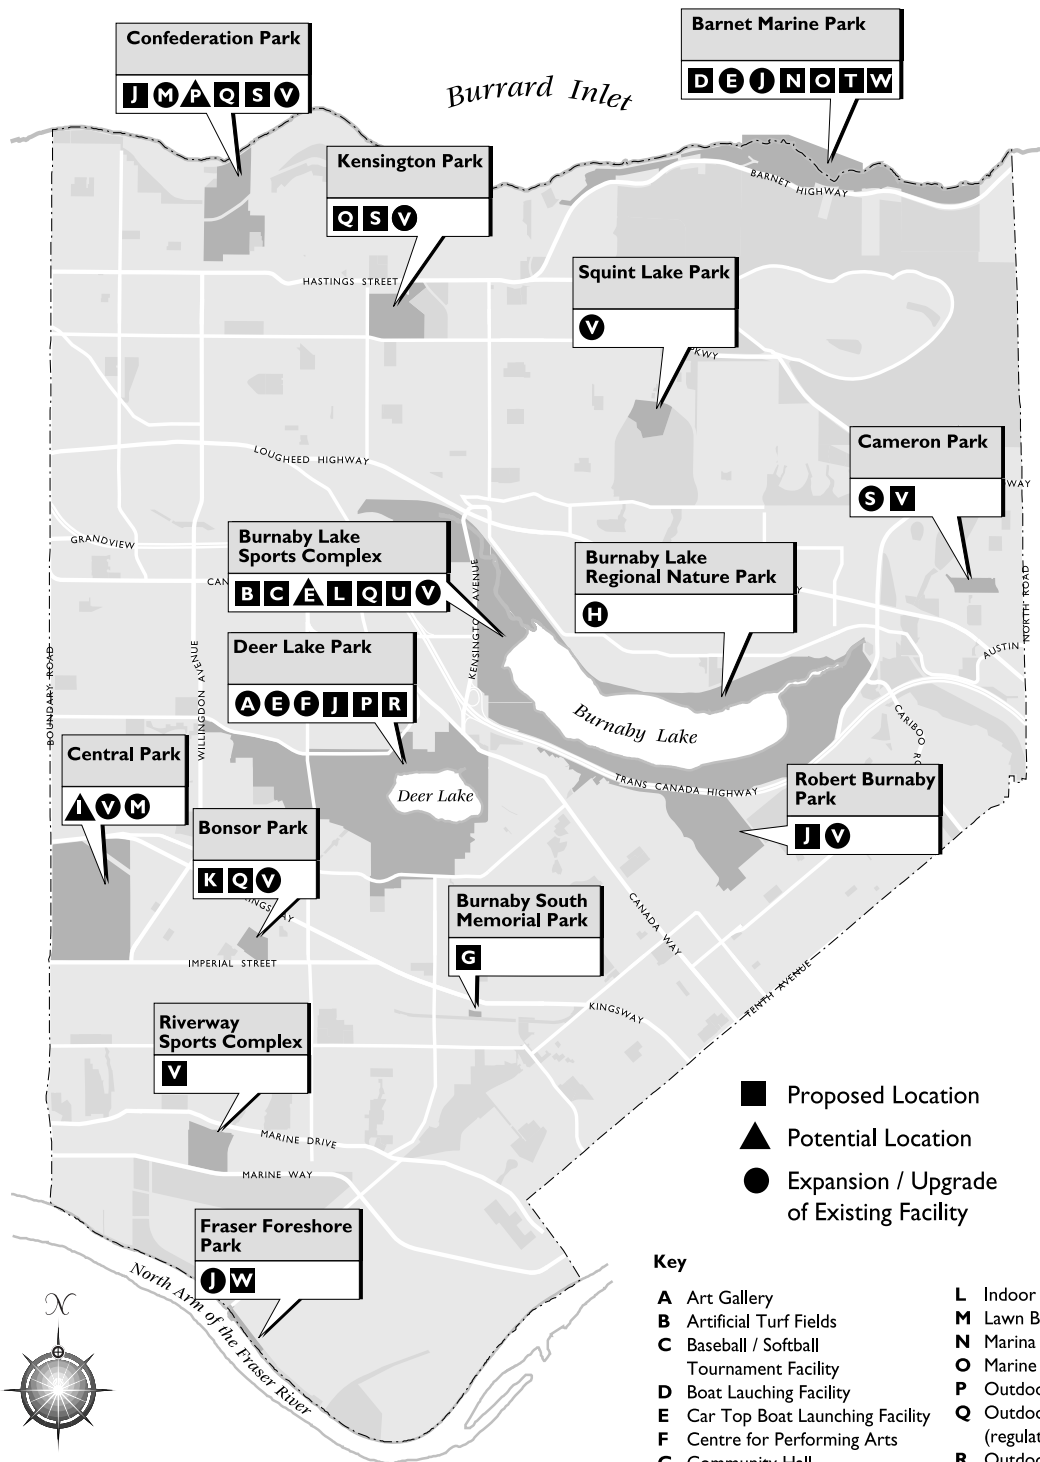 Confederation Park
J M P Q S V
Barnet Marine Park
D E J N O T W
Burrard Inlet
Kensington Park
Q S V
BARNET HIGHWAY
HASTINGS STREET
Squint Lake Park
V
PKWY
Cameron Park
S V
WAY
LOUGHEED HIGHWAY
GRANDVIEW
CAN
Burnaby Lake
Sports Complex
B C E L Q U V
Burnaby Lake
Regional Nature Park
H
Y
KENSINGTON AVENUE
NORTH ROAD
AUSTIN
Deer Lake Park
A E F J P R
BOUNDARY ROAD
WILLINGDON AVENUE
Burnaby Lake
CARIBOO RO
Central Park
I V M
Deer Lake
TRANS CANADA HIGHWAY
Robert Burnaby
Park
J V
Bonsor Park
K Q V
INGSWAY
Burnaby South
Memorial Park
G
CANADA WAY
IMPERIAL STREET
KINGSWAY
TENTH AVENUE
Riverway
Sports Complex
V
MARINE DRIVE
MARINE WAY
Proposed Location
Potential Location
Expansion / Upgrade
of Existing Facility
Fraser Foreshore
Park
J W
North Arm of the Fraser River
N
Key
A Art Gallery
B Artificial Turf Fields
C Baseball / Softball
Tournament Facility
D Boat Lauching Facility
E Car Top Boat Launching Facility
F Centre for Performing Arts
G Community Hall
L Indoor
M Lawn B
N Marina
O Marine
P Outdoo
Q Outdoo
(regulat
R Outdoo